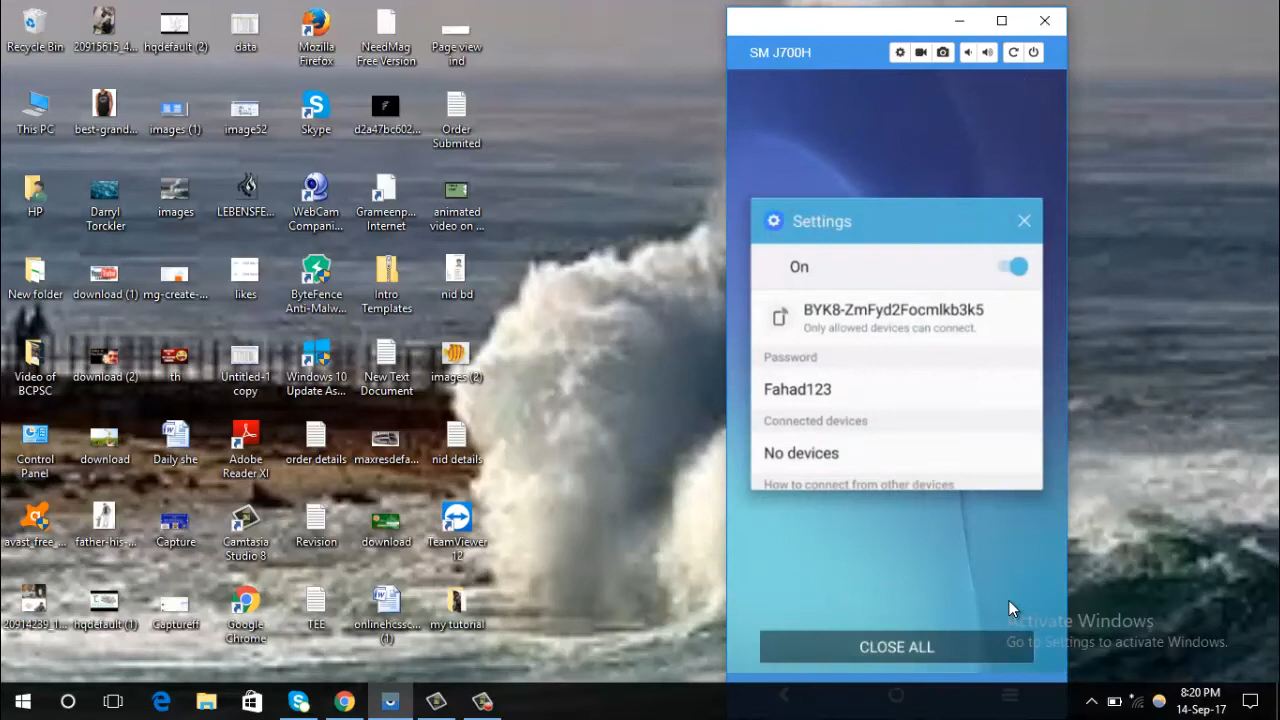 Recycle Bin
20915615_4...
hqdefault (2)
data
Mozilla
Firefox
NeedMag
Free Version
Page view
ind
This PC
best-grand...
images (1)
image52
Skype
d2a47bc602...
Order
Submited
HP
Darryl
Torckler
images
LEBENSFE...
WebCam
Compani...
Grameenp...
Internet
animated
video on ...
New folder
download (1)
mg-create-...
likes
ByteFence
Anti-Malw...
Intro
Templates
nid bd
Video of
BCPSC
download (2)
th
Untitled-1
copy
Windows 10
Update As...
New Text
Document
images (2)
Control
Panel
download
Daily she
Adobe
Reader XI
order details
maxresdefa...
nid details
avast_free_...
father-his-...
Capture
Camtasia
Studio 8
Revision
download
TeamViewer
12
20914239_1...
hqdefault (1)
Captureff
Google
Chrome
TEE
onlinehcssc...
(1)
my tutorial
SM J700H
Settings
On
BYK8-ZmFyd2Focmlkb3k5
Only allowed devices can connect.
Password
Fahad123
Connected devices
No devices
How to connect from other devices
CLOSE ALL
Activate Windows
Go to Settings to activate Windows.
8:20 PM
14-Sep-17